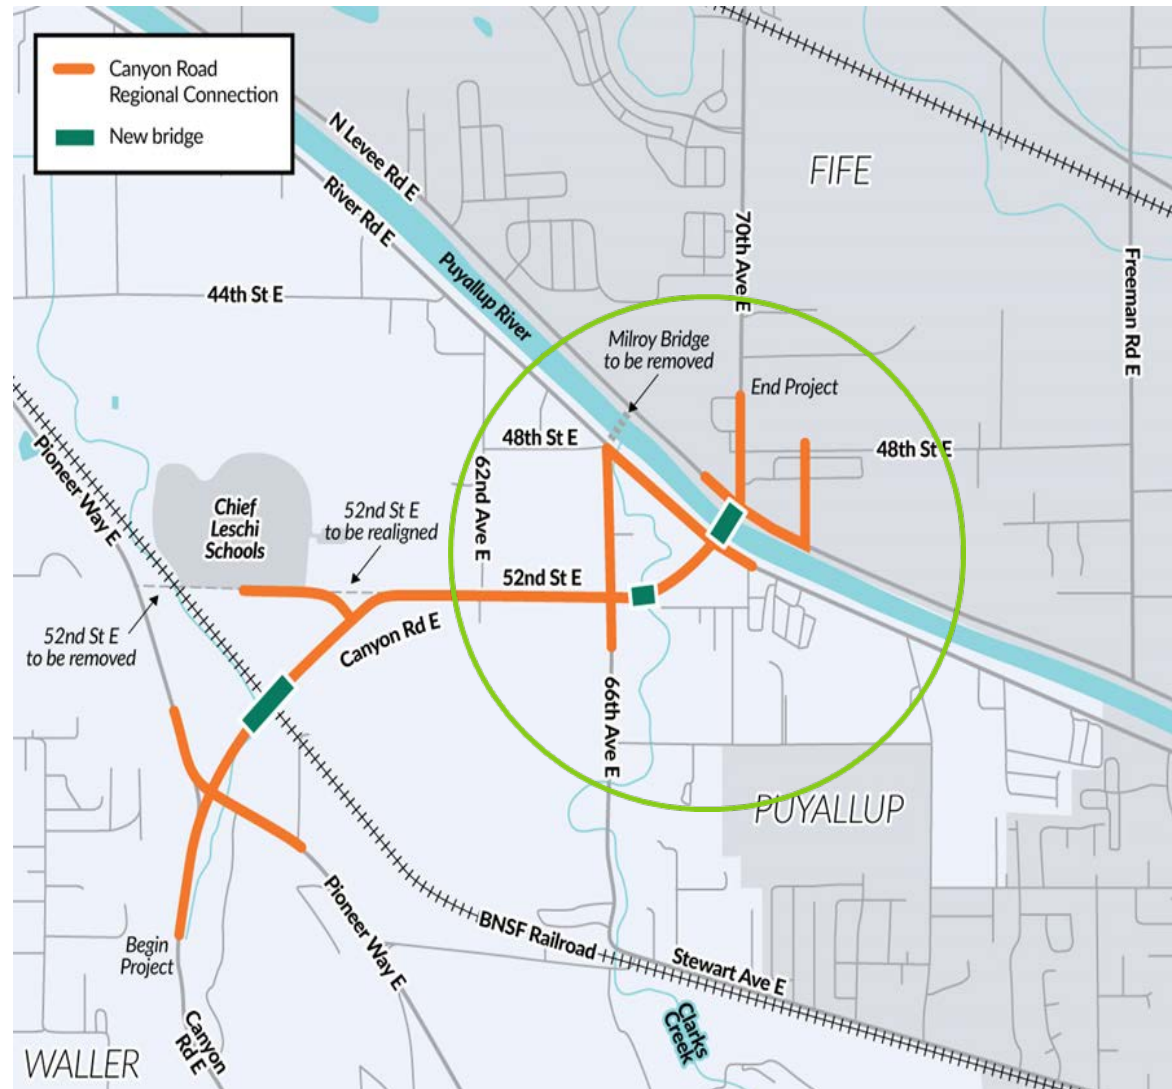 Canyon Road
Regional Connection
New bridge
N Levee Rd E
River Rd E
Puyallup River
FIFE
70th Ave E
Freeman Rd E
44th St E
Milroy Bridge
to be removed
End Project
48th St E
48th St E
62nd Ave E
Pioneer Way E
Chief
Leschi
Schools
52nd St E
to be realigned
52nd St E
52nd St E
to be removed
Canyon Rd E
66th Ave E
PUYALLUP
Begin
Project
Pioneer Way E
BNSF Railroad
Stewart Ave E
Clarks
Creek
Canyon
Rd E
WALLER